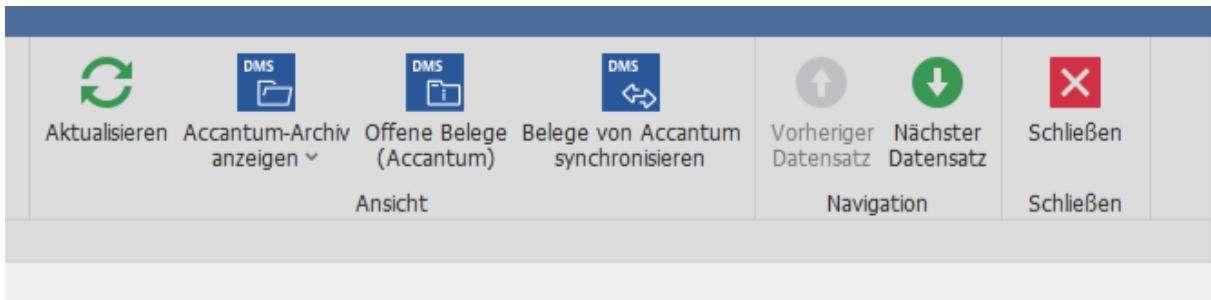 DMS
DMS
DMS
Aktualisieren
Accantum-Archiv
anzeigen
Offene Belege
(Accantum)
Belege von Accantum
synchronisieren
Vorheriger
Datensatz
Nächster
Datensatz
Schließen
Ansicht
Navigation
Schließen